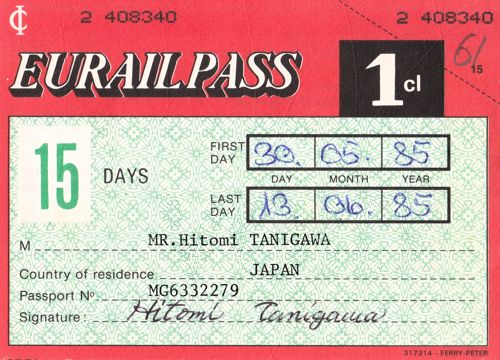 2 408340 2 408340
EURAILPASS 1 cl 61 15
15 DAYS
FIRST DAY 30. 05. 85
DAY MONTH YEAR
LAST DAY 13. 06. 85
M MR.Hitomi TANIGAWA
Country of residence JAPAN
Passport No MG6332279
Signature: Hitomi Tanigawa
317314 - FERRY-PETER